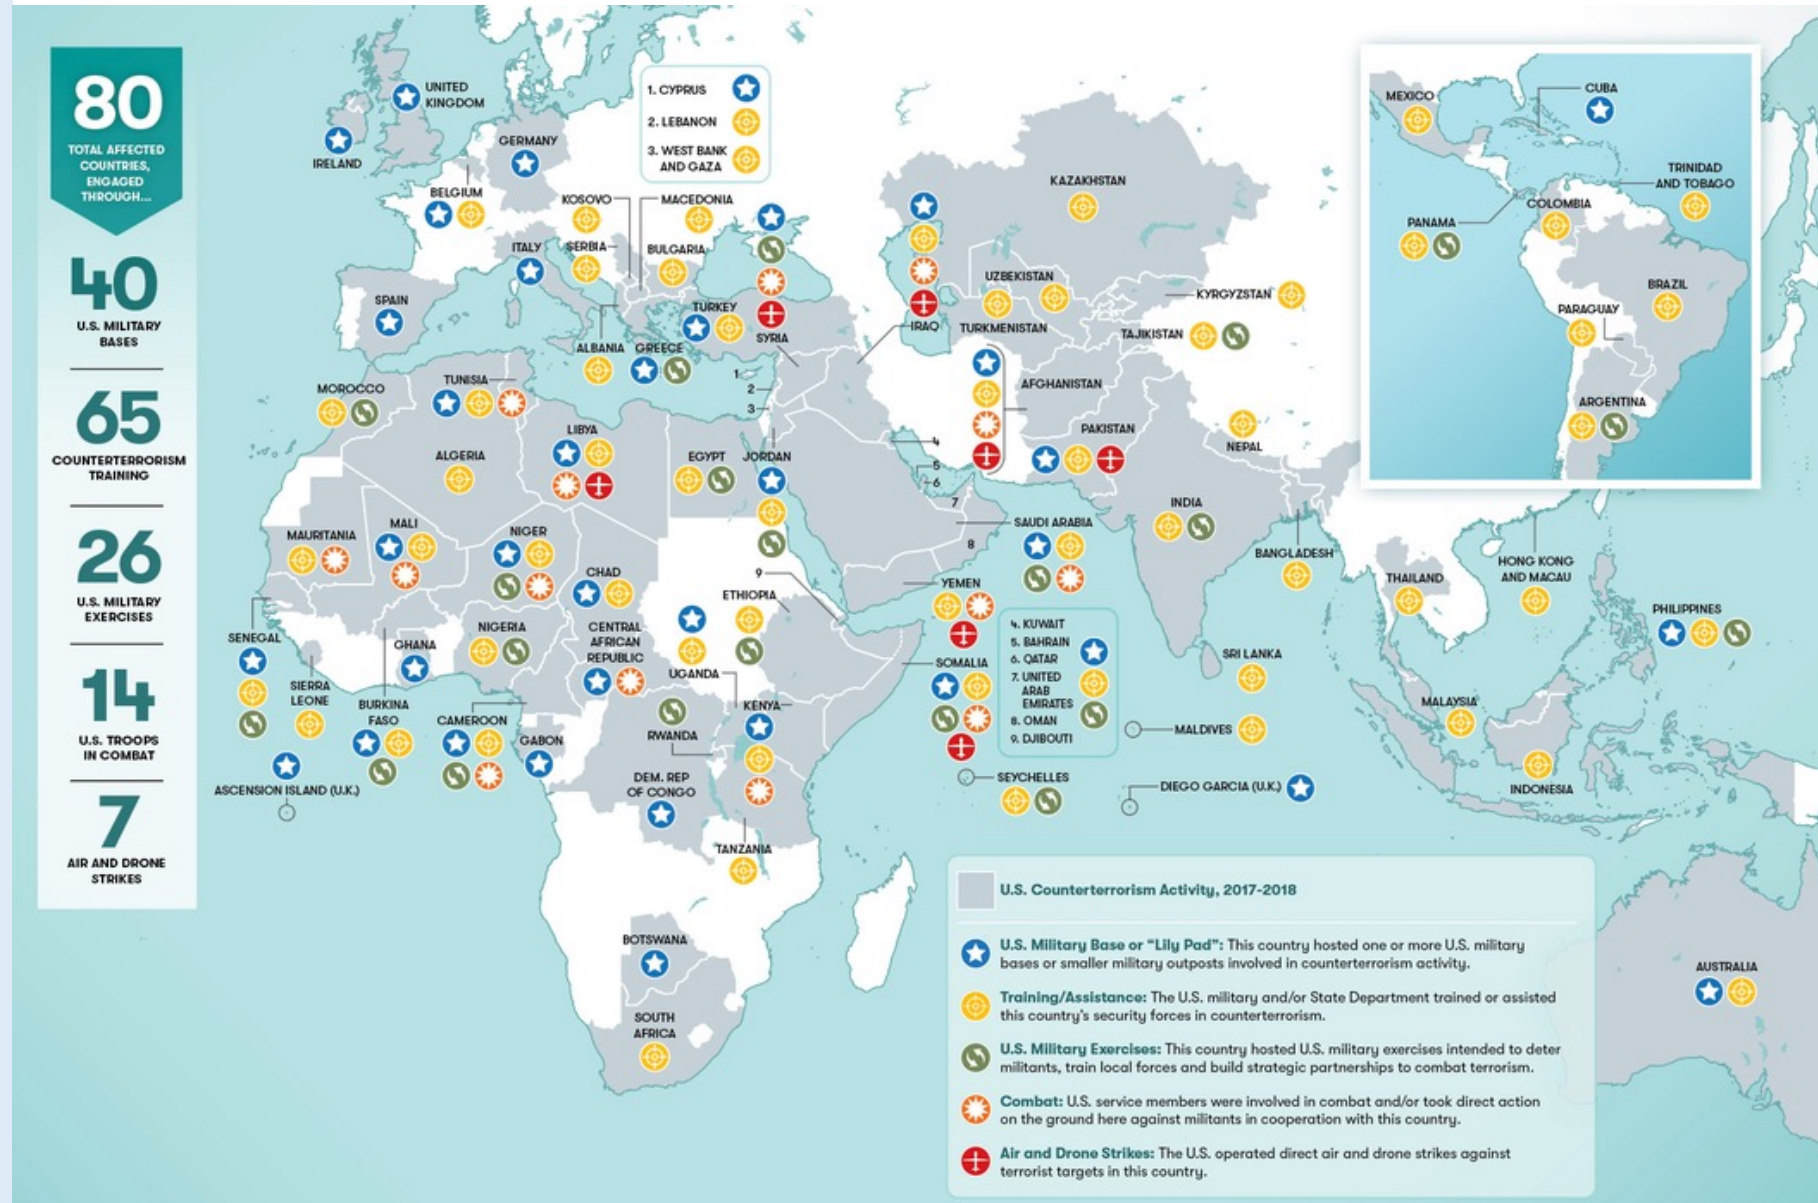 80
TOTAL AFFECTED
COUNTRIES,
ENGAGED
THROUGH...
40
U.S. MILITARY
BASES
65
COUNTERTERRORISM
TRAINING
26
U.S. MILITARY
EXERCISES
14
U.S. TROOPS
IN COMBAT
7
AIR AND DRONE
STRIKES
UNITED
KINGDOM
IRELAND
GERMANY
BELGIUM
1. CYPRUS
2. LEBANON
3. WEST BANK
AND GAZA
KOSOVO
MACEDONIA
ITALY
SERBIA
BULGARIA
SPAIN
TURKEY
SYRIA
ALBANIA
GREECE
1
2
3
KAZAKHSTAN
UZBEKISTAN
KYRGYZSTAN
IRAQ
TURKMENISTAN
TAJIKISTAN
AFGHANISTAN
PAKISTAN
NEPAL
MOROCCO
TUNISIA
ALGERIA
LIBYA
EGYPT
JORDAN
4
5
6
7
8
9
SAUDI ARABIA
INDIA
BANGLADESH
THAILAND
HONG KONG
AND MACAU
PHILIPPINES
MAURITANIA
MALI
NIGER
CHAD
ETHIOPIA
YEMEN
SENEGAL
SIERRA
LEONE
BURKINA
FASO
GHANA
NIGERIA
CENTRAL
AFRICAN
REPUBLIC
UGANDA
KENYA
SOMALIA
4. KUWAIT
5. BAHRAIN
6. QATAR
7. UNITED
ARAB
EMIRATES
8. OMAN
9. DJIBOUTI
SRI LANKA
MALDIVES
MALAYSIA
INDONESIA
CAMEROON
GABON
RWANDA
DEM. REP
OF CONGO
SEYCHELLES
DIEGO GARCIA (U.K.)
ASCENSION ISLAND (U.K.)
TANZANIA
BOTSWANA
SOUTH
AFRICA
AUSTRALIA
MEXICO
CUBA
TRINIDAD
AND TOBAGO
PANAMA
COLOMBIA
BRAZIL
PARAGUAY
ARGENTINA
U.S. Counterterrorism Activity, 2017-2018
U.S. Military Base or “Lily Pad”: This country hosted one or more U.S. military
bases or smaller military outposts involved in counterterrorism activity.
Training/Assistance: The U.S. military and/or State Department trained or assisted
this country’s security forces in counterterrorism.
U.S. Military Exercises: This country hosted U.S. military exercises intended to deter
militants, train local forces and build strategic partnerships to combat terrorism.
Combat: U.S. service members were involved in combat and/or took direct action
on the ground here against militants in cooperation with this country.
Air and Drone Strikes: The U.S. operated direct air and drone strikes against
terrorist targets in this country.